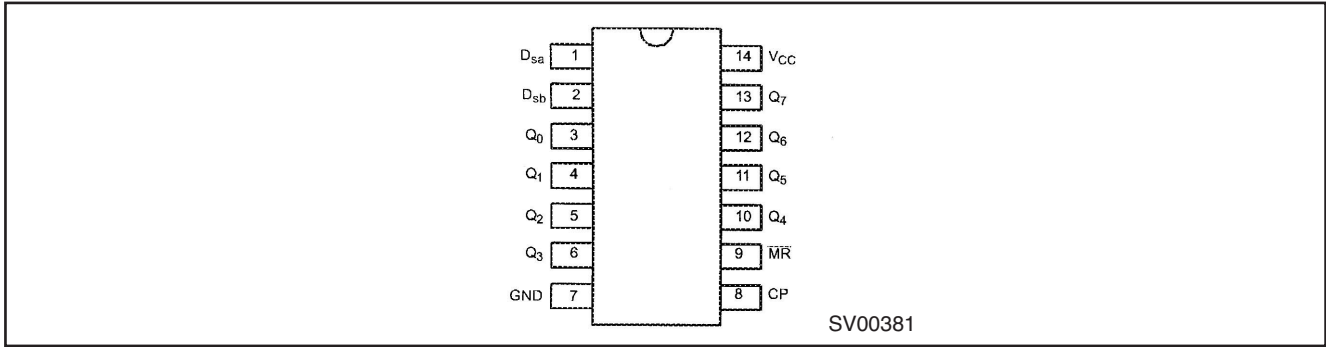 Dsa 1 14 VCC
Dsb 2 13 Q7
Q0 3 12 Q6
Q1 4 11 Q5
Q2 5 10 Q4
Q3 6 9 M̅R̅
GND 7 8 CP
SV00381